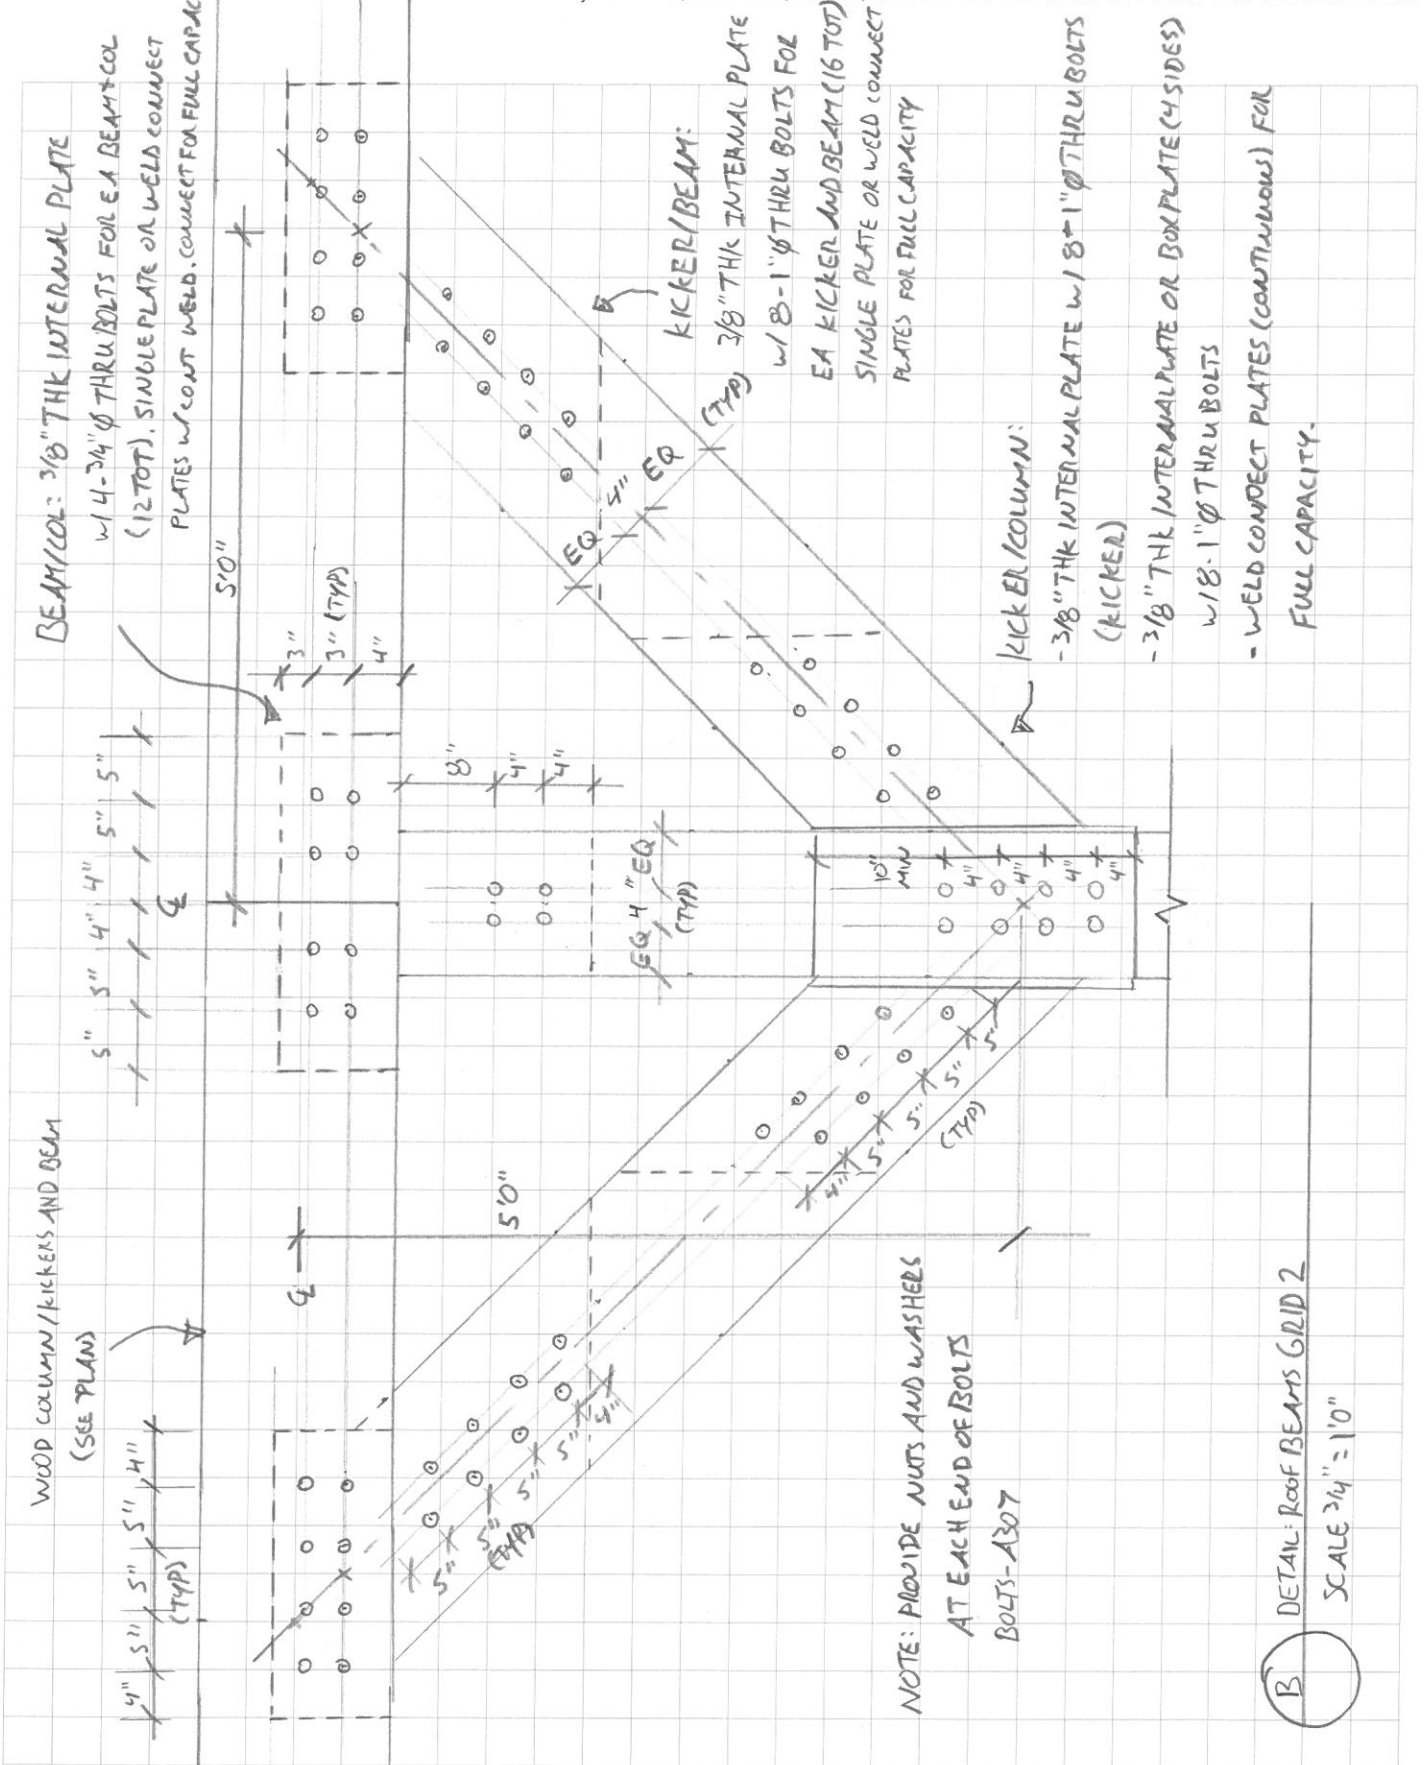 WOOD COLUMN/KICKERS AND BEAM
(SEE PLAN)
BEAM/COL: 3/8" THK INTERNAL PLATE
W/ 4-3/4"Ø THRU BOLTS FOR EA BEAM & COL
(12 TOT). SINGLE PLATE OR WELD CONNECT
PLATES W/ CONT WELD. CONNECT FOR FULL CAPAC
4" 5" 5" 5" 4"
(TYP)
5" 5" 4" 4" 5" 5"
℄
5'0"
3"
3" (TYP)
4"
℄
5'0"
8"
4"
4"
EQ 4" EQ
(TYP)
KICKER/BEAM:
3/8" THK INTERNAL PLATE
W/ 8-1"Ø THRU BOLTS FOR
EA KICKER AND BEAM (16 TOT)
SINGLE PLATE OR WELD CONNECT
PLATES FOR FULL CAPACITY
EQ 4" EQ
(TYP)
5" 5" 5" 5" 4"
(TYP)
4" 5" 5" 5" 5"
(TYP)
10"
MIN
4"
4"
4"
4"
KICKER/COLUMN:
- 3/8" THK INTERNAL PLATE W/ 8-1"Ø THRU BOLTS
(KICKER)
- 3/8" THK INTERNAL PLATE OR BOX PLATE (4 SIDES)
W/ 8-1"Ø THRU BOLTS
- WELD CONNECT PLATES (CONTINUOUS) FOR
FULL CAPACITY.
NOTE: PROVIDE NUTS AND WASHERS
AT EACH END OF BOLTS
BOLTS-A307
B
DETAIL: ROOF BEAMS GRID 2
SCALE 3/4" = 1'0"